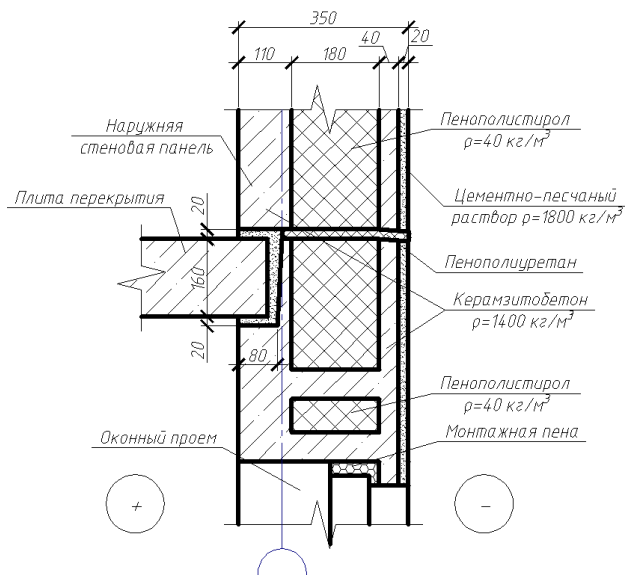 350
110
180
40
20
Наружняя
стеновая панель
Пенополистирол
ρ=40 кг/м³
Плита перекрытия
20
Цементно-песчаный
раствор ρ=1800 кг/м³
160
Пенополиуретан
Керамзитобетон
ρ=1400 кг/м³
20
80
Пенополистирол
ρ=40 кг/м³
Оконный проем
Монтажная пена
+
−